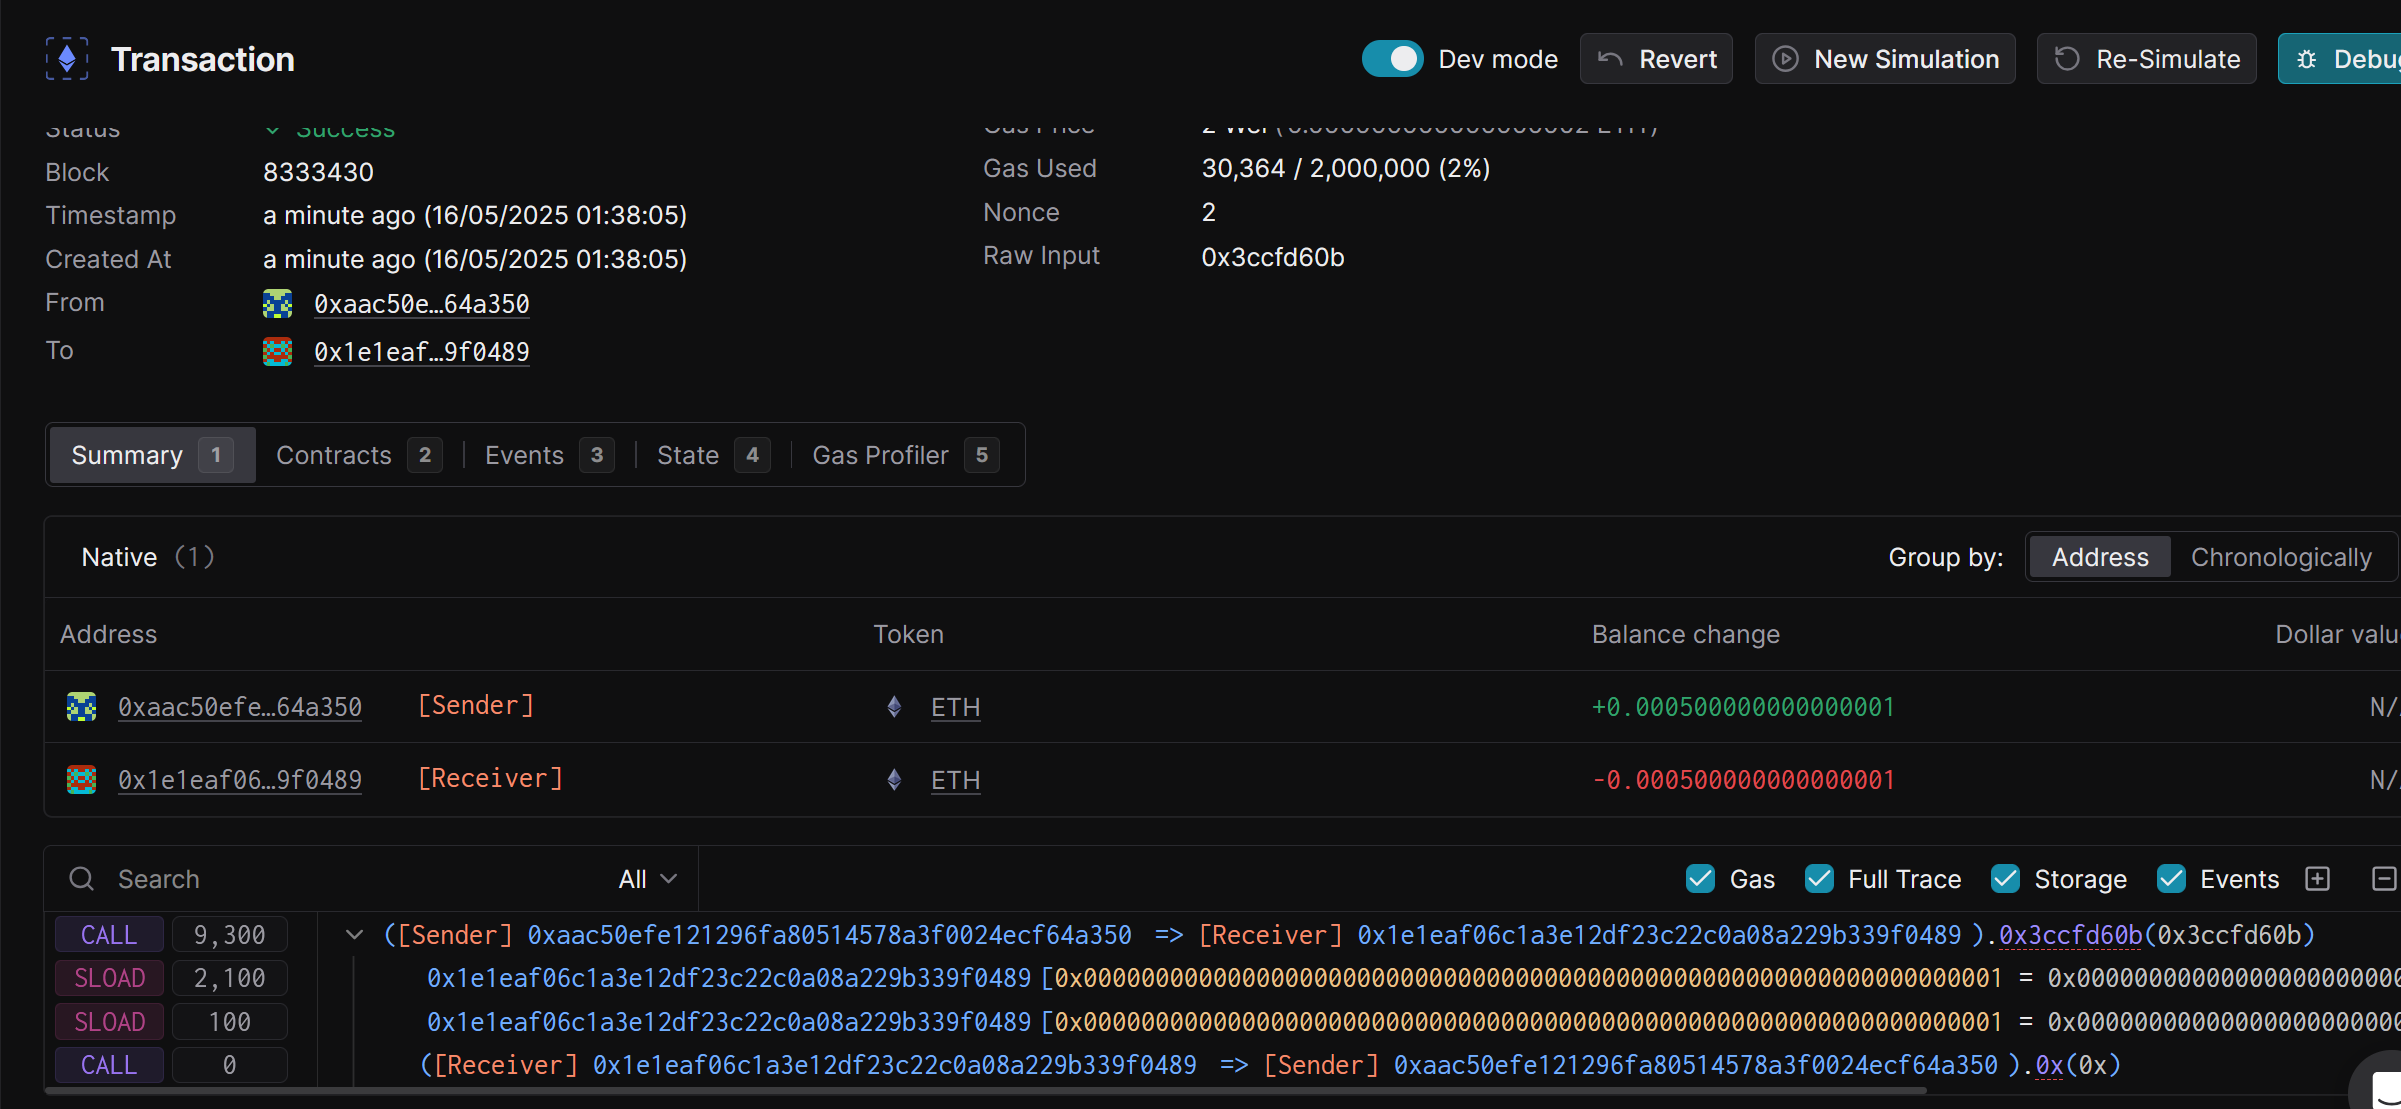 Transaction
Dev mode
Revert
New Simulation
Re-Simulate
Status Success
Block 8333430
Timestamp a minute ago (16/05/2025 01:38:05)
Created At a minute ago (16/05/2025 01:38:05)
From 0xaac50e…64a350
To 0x1e1eaf…9f0489
Gas Price 2 Wei
Gas Used 30,364 / 2,000,000 (2%)
Nonce 2
Raw Input 0x3ccfd60b
Summary 1 Contracts 2 Events 3 State 4 Gas Profiler 5
Native (1) Group by: Address Chronologically
Address Token Balance change Dollar valu
0xaac50efe…64a350 [Sender] ETH +0.000500000000000001 N/
0x1e1eaf06…9f0489 [Receiver] ETH -0.000500000000000001 N/
Search All Gas Full Trace Storage Events
CALL 9,300 ([Sender] 0xaac50efe121296fa80514578a3f0024ecf64a350 => [Receiver] 0x1e1eaf06c1a3e12df23c22c0a08a229b339f0489 ).0x3ccfd60b(0x3ccfd60b)
SLOAD 2,100 0x1e1eaf06c1a3e12df23c22c0a08a229b339f0489 [0x0000000000000000000000000000000000000000000000000000000000000001 =
SLOAD 100 0x1e1eaf06c1a3e12df23c22c0a08a229b339f0489 [0x0000000000000000000000000000000000000000000000000000000000000001 =
CALL 0 ([Receiver] 0x1e1eaf06c1a3e12df23c22c0a08a229b339f0489 => [Sender] 0xaac50efe121296fa80514578a3f0024ecf64a350 ).0x(0x)